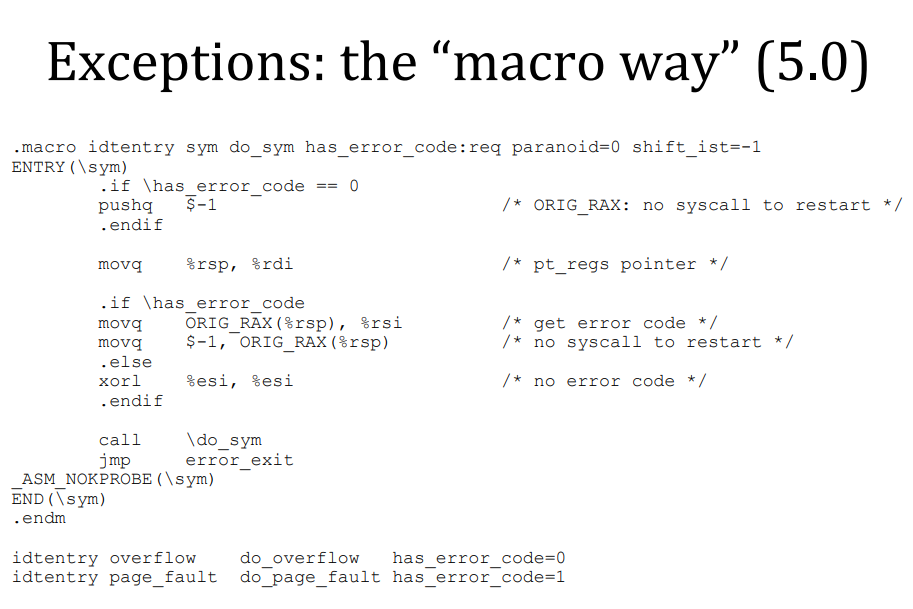 Exceptions: the “macro way” (5.0)
.macro idtentry sym do_sym has_error_code:req paranoid=0 shift_ist=-1
ENTRY(\sym)
        .if \has_error_code == 0
        pushq   $-1                          /* ORIG_RAX: no syscall to restart */
        .endif
        movq    %rsp, %rdi                   /* pt_regs pointer */
        .if \has_error_code
        movq    ORIG_RAX(%rsp), %rsi         /* get error code */
        movq    $-1, ORIG_RAX(%rsp)          /* no syscall to restart */
        .else
        xorl    %esi, %esi                   /* no error code */
        .endif
        call    \do_sym
        jmp     error_exit
_ASM_NOKPROBE(\sym)
END(\sym)
.endm
idtentry overflow    do_overflow   has_error_code=0
idtentry page_fault  do_page_fault has_error_code=1